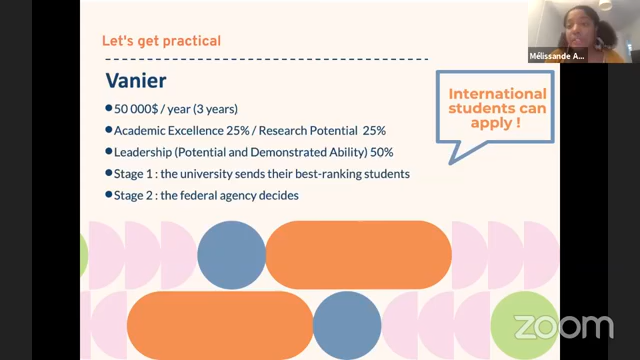 Let's get practical
Vanier
50 000$ / year (3 years)
Academic Excellence 25% / Research Potential 25%
Leadership (Potential and Demonstrated Ability) 50%
Stage 1 : the university sends their best-ranking students
Stage 2 : the federal agency decides
International
students can
apply !
Mélissande A...
zoom